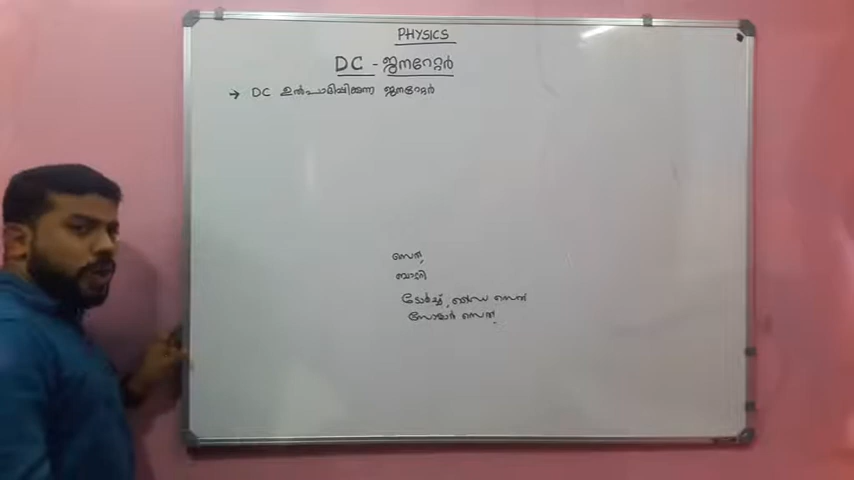 PHYSICS
DC - ജനറേറ്റർ
→ DC ഉൽപാദിപ്പിക്കുന്ന ജനറേറ്റർ
സെൽ,
ബാറ്ററി
ടോർച്ച്, സെൽ
സോളാർ സെൽ.